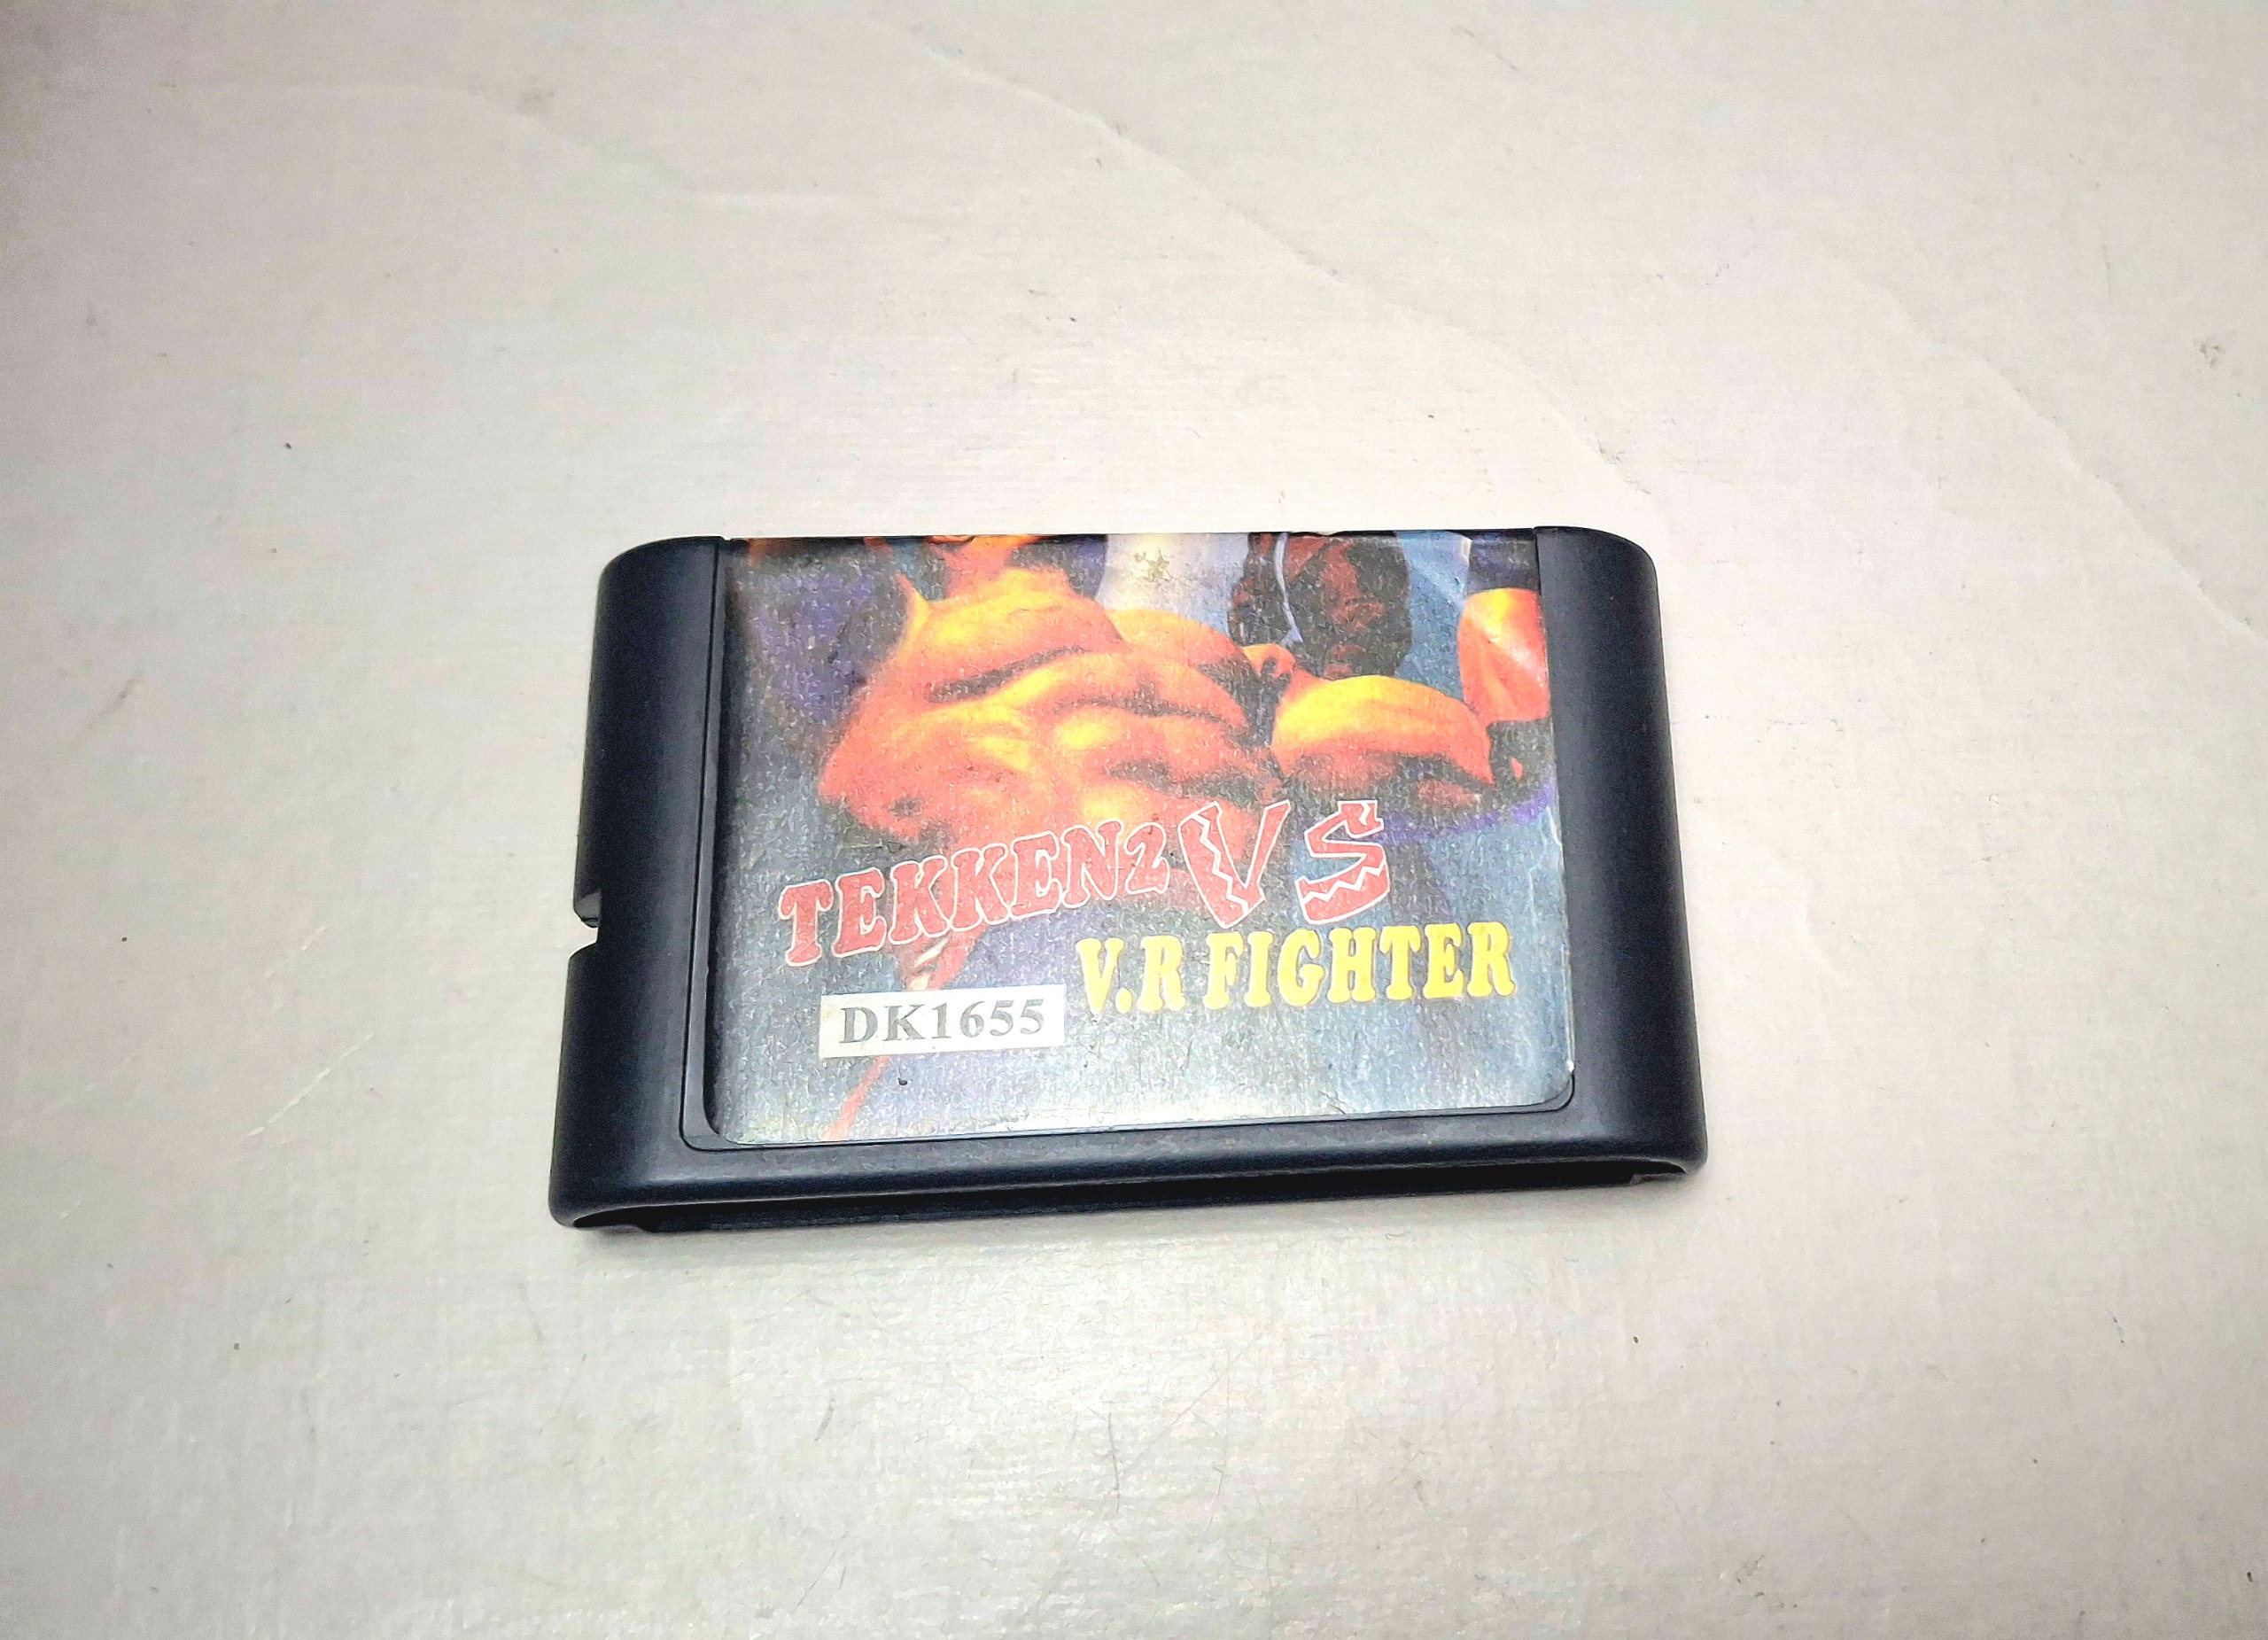 TEKKEN2 VS
V.R FIGHTER
DK1655